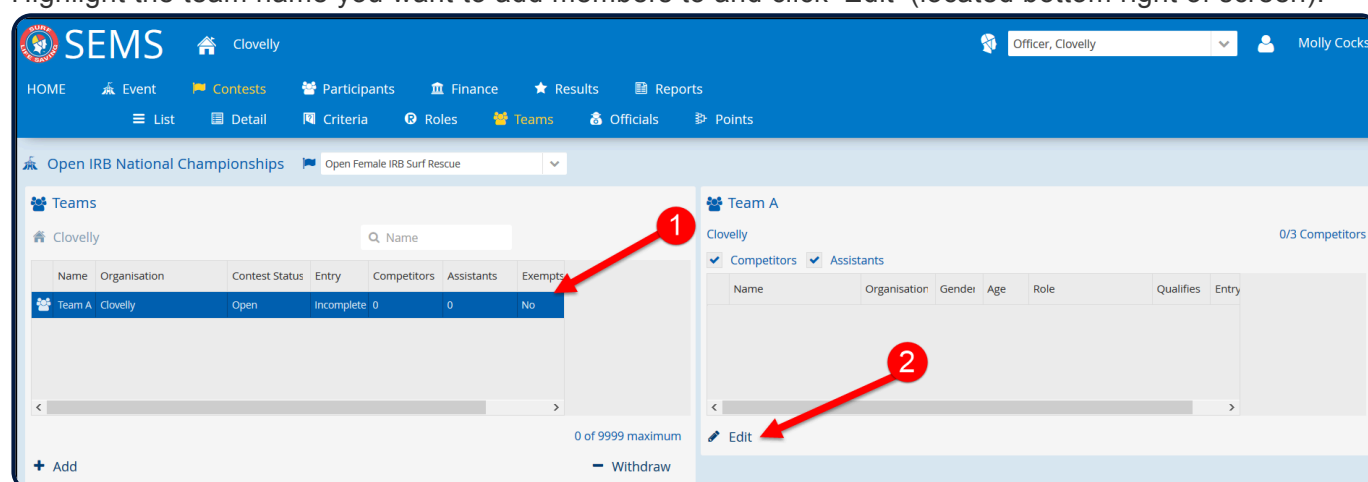 Highlight the team name you want to add members to and click 'Edit' (located bottom right of screen).
SURF LIFE SAVING
SEMS Clovelly Officer, Clovelly Molly Cocks
HOME Event Contests Participants Finance Results Reports
List Detail Criteria Roles Teams Officials Points
Open IRB National Championships Open Female IRB Surf Rescue
Teams
Clovelly Name
Name Organisation Contest Status Entry Competitors Assistants Exempts
Team A Clovelly Open Incomplete 0 0 No
0 of 9999 maximum
+ Add − Withdraw
1
Team A
Clovelly 0/3 Competitors
Competitors Assistants
Name Organisation Gender Age Role Qualifies Entry
2
Edit